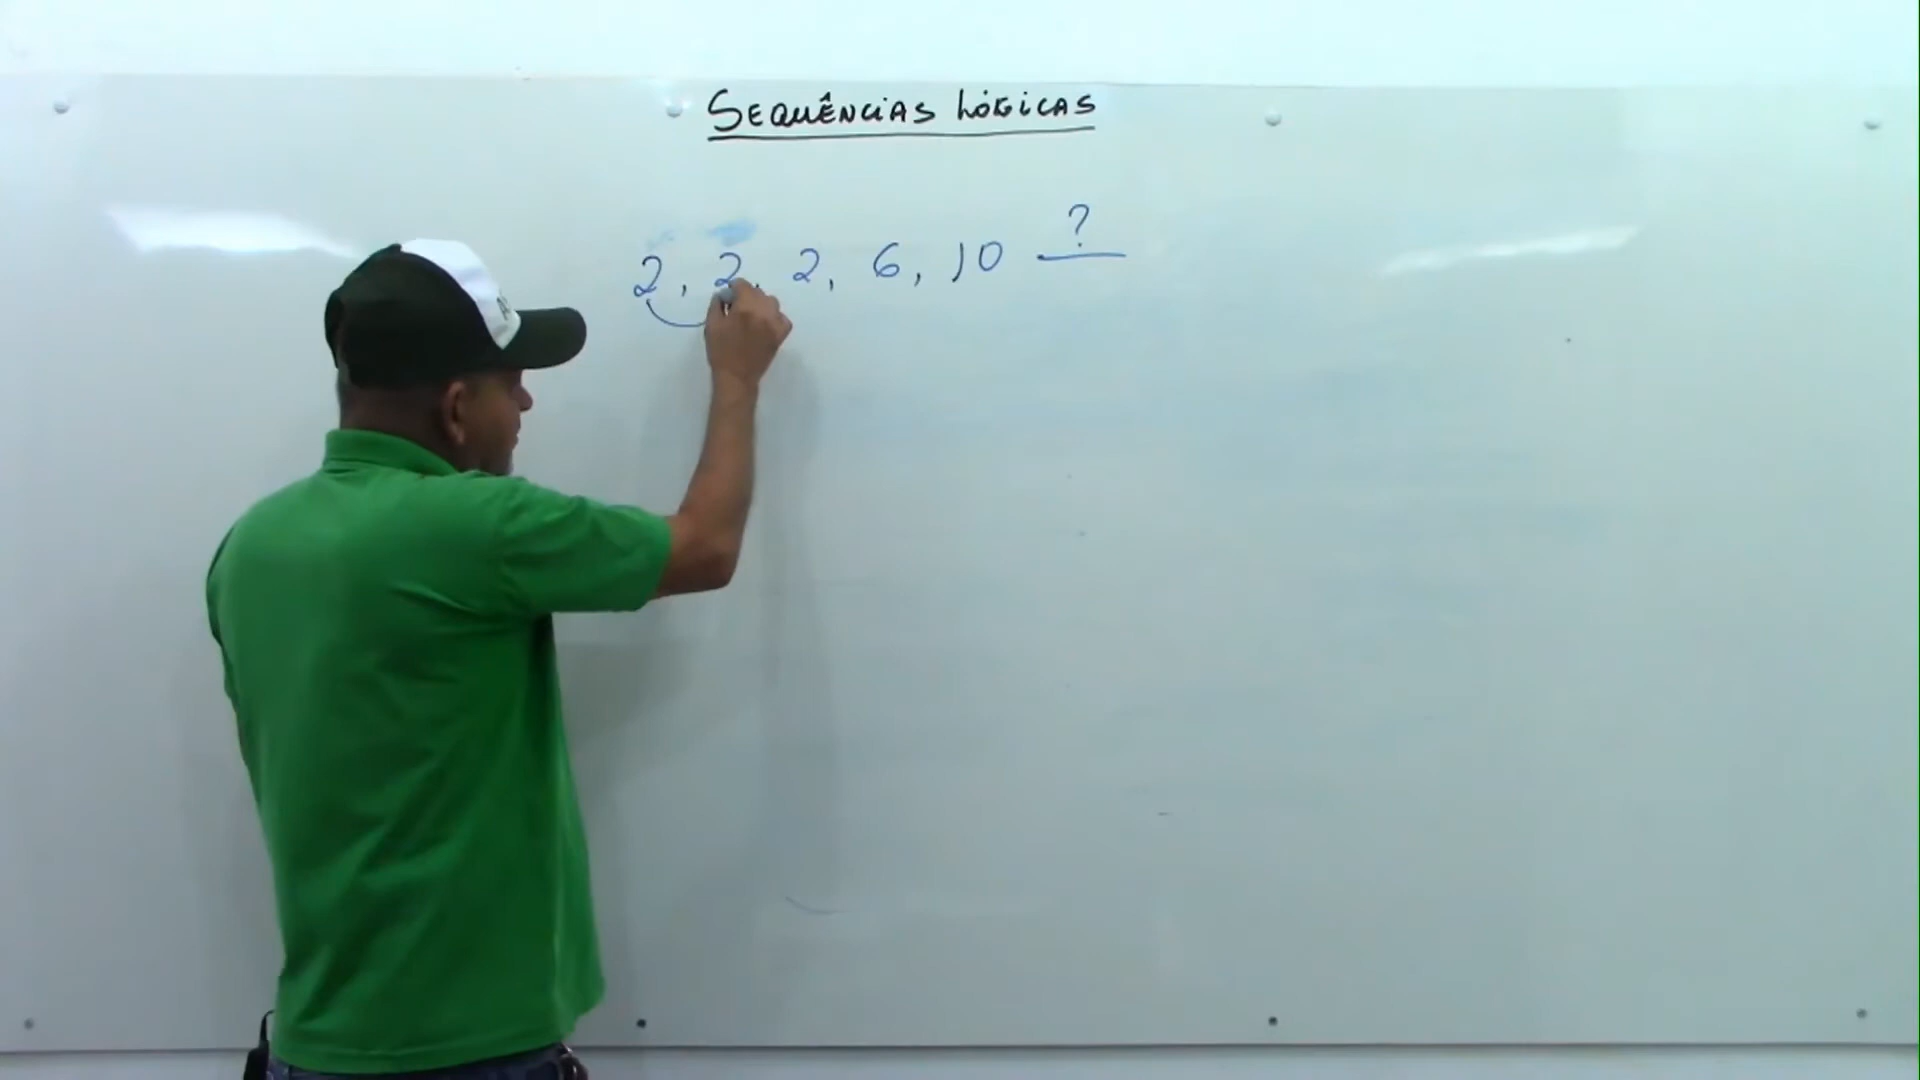 SEQUÊNCIAS LÓGICAS
2, 2, 2, 6, 10 ?